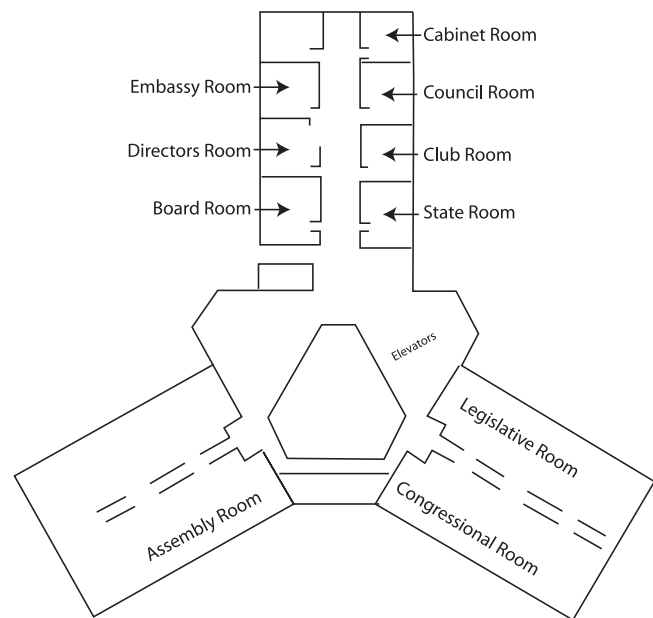 Cabinet Room
Embassy Room
Council Room
Directors Room
Club Room
Board Room
State Room
Elevators
Legislative Room
Congressional Room
Assembly Room